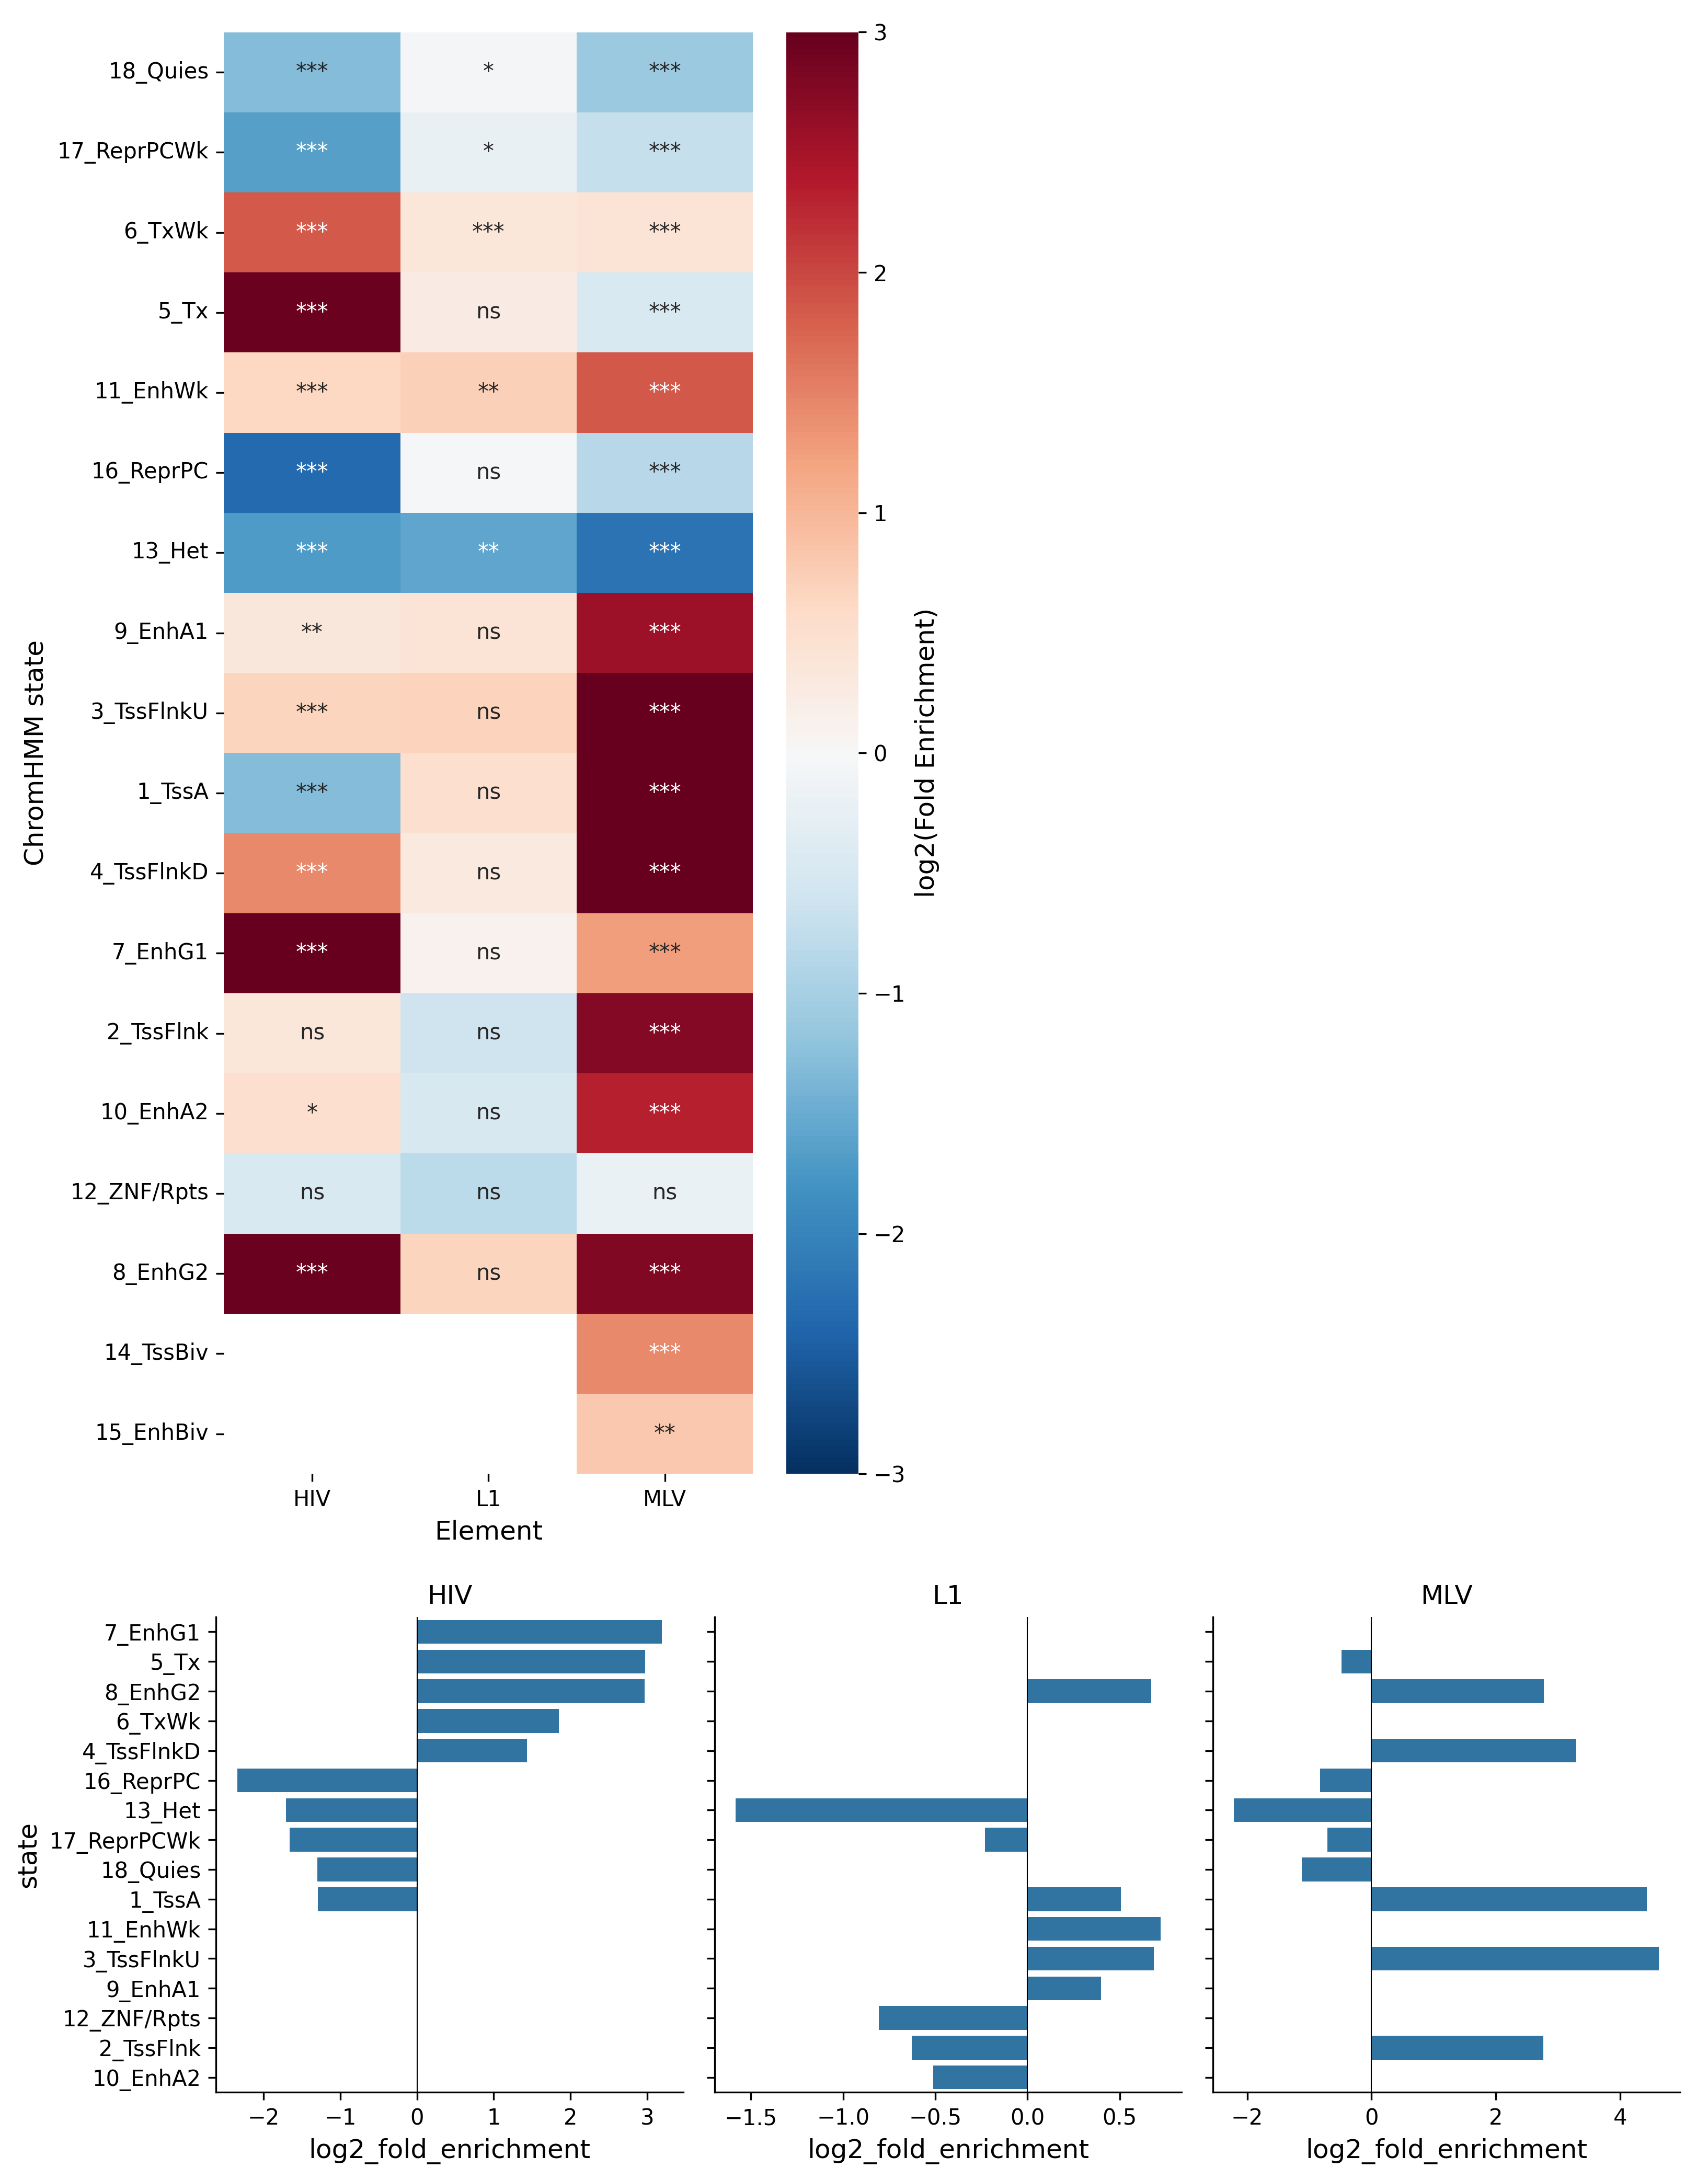 18_Quies *** * ***
17_ReprPCWk *** * ***
6_TxWk *** *** ***
5_Tx *** ns ***
11_EnhWk *** ** ***
16_ReprPC *** ns ***
13_Het *** ** ***
9_EnhA1 ** ns ***
3_TssFlnkU *** ns ***
1_TssA *** ns ***
4_TssFlnkD *** ns ***
7_EnhG1 *** ns ***
2_TssFlnk ns ns ***
10_EnhA2 * ns ***
12_ZNF/Rpts ns ns ns
8_EnhG2 *** ns ***
14_TssBiv ***
15_EnhBiv **
ChromHMM state
HIV L1 MLV
Element
3
2
1
0
−1
−2
−3
log2(Fold Enrichment)
HIV
L1
MLV
7_EnhG1
5_Tx
8_EnhG2
6_TxWk
4_TssFlnkD
16_ReprPC
13_Het
17_ReprPCWk
18_Quies
1_TssA
11_EnhWk
3_TssFlnkU
9_EnhA1
12_ZNF/Rpts
2_TssFlnk
10_EnhA2
state
−2 −1 0 1 2 3
log2_fold_enrichment
−1.5 −1.0 −0.5 0.0 0.5
log2_fold_enrichment
−2 0 2 4
log2_fold_enrichment